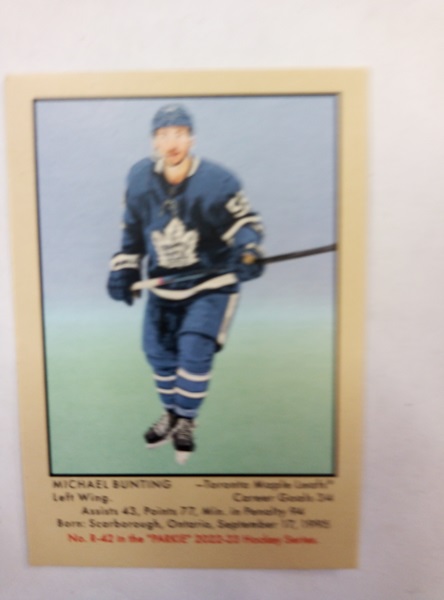 MICHAEL BUNTING –"Toronto Maple Leafs"
Left Wing. Career Goals: 24
Assists 43, Points 77, Min. in Penalty 94
Born: Scarborough, Ontario, September 17, 1995
No. R-42 in the "PARKIE" 2022-23 Hockey Series.